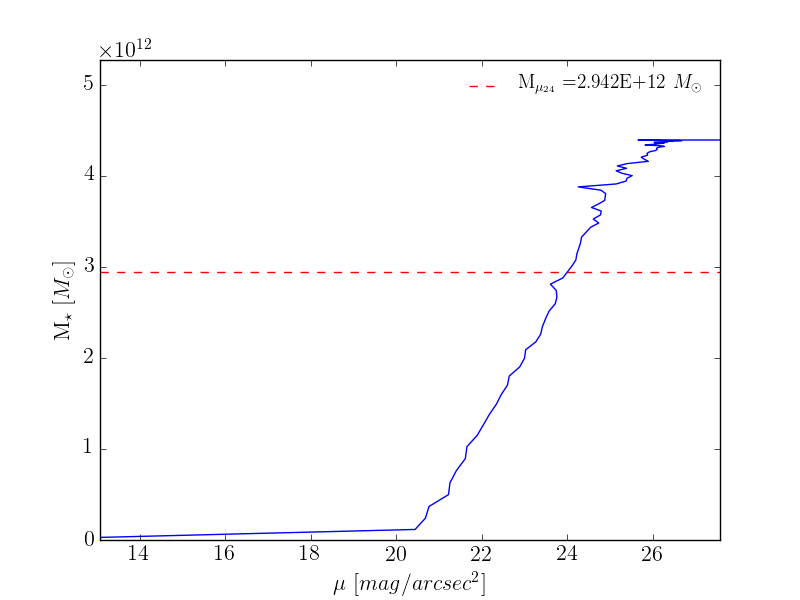 ×10¹²
M_μ₂₄ =2.942E+12 M_⊙
5
4
3
2
1
0
M⋆ [M_⊙]
14 16 18 20 22 24 26
μ [mag/arcsec²]